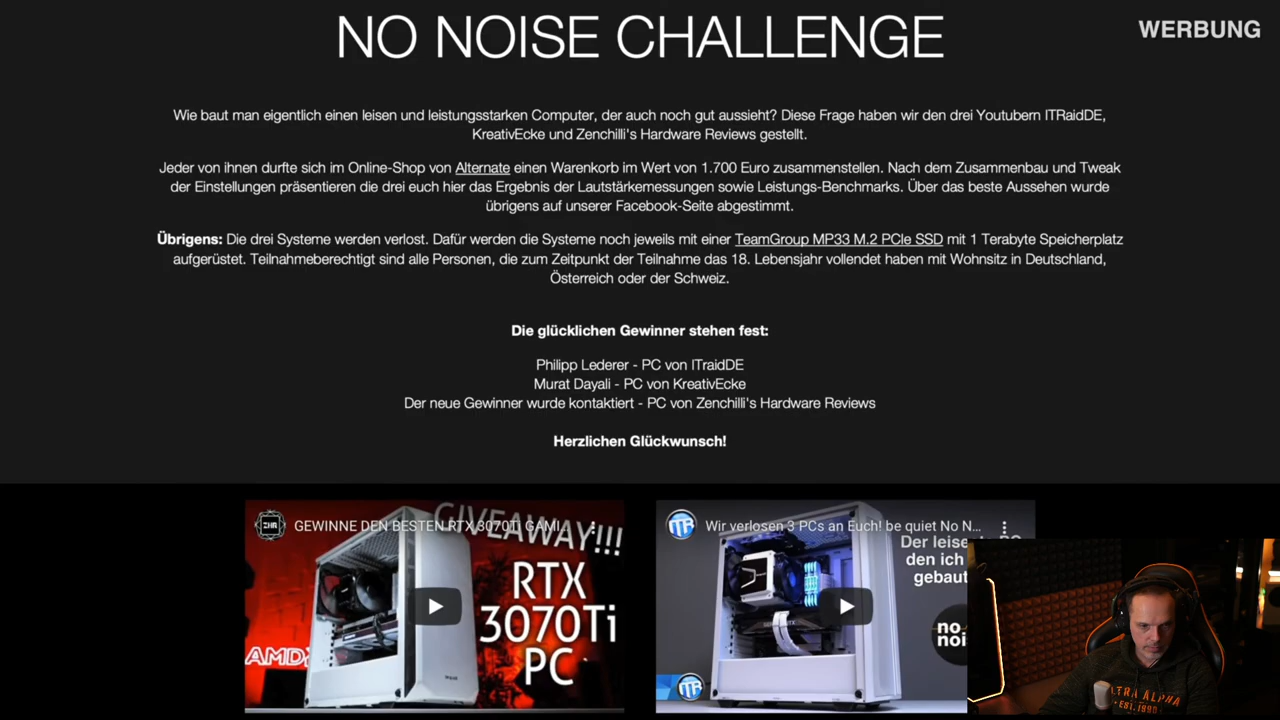 NO NOISE CHALLENGE
WERBUNG
Wie baut man eigentlich einen leisen und leistungsstarken Computer, der auch noch gut aussieht? Diese Frage haben wir den drei Youtubern ITRaidDE,
KreativEcke und Zenchilli's Hardware Reviews gestellt.
Jeder von ihnen durfte sich im Online-Shop von Alternate einen Warenkorb im Wert von 1.700 Euro zusammenstellen. Nach dem Zusammenbau und Tweak
der Einstellungen präsentieren die drei euch hier das Ergebnis der Lautstärkemessungen sowie Leistungs-Benchmarks. Über das beste Aussehen wurde
übrigens auf unserer Facebook-Seite abgestimmt.
Übrigens: Die drei Systeme werden verlost. Dafür werden die Systeme noch jeweils mit einer TeamGroup MP33 M.2 PCIe SSD mit 1 Terabyte Speicherplatz
aufgerüstet. Teilnahmeberechtigt sind alle Personen, die zum Zeitpunkt der Teilnahme das 18. Lebensjahr vollendet haben mit Wohnsitz in Deutschland,
Österreich oder der Schweiz.
Die glücklichen Gewinner stehen fest:
Philipp Lederer - PC von ITraidDE
Murat Dayali - PC von KreativEcke
Der neue Gewinner wurde kontaktiert - PC von Zenchilli's Hardware Reviews
Herzlichen Glückwunsch!
ZHR
GEWINNE DEN BESTEN RTX 3070Ti GAMI...
GIVEAWAY!!!
RTX
3070Ti
PC
AMD
ITR
Wir verlosen 3 PCs an Euch! be quiet No N...
Der leise
den ich
gebaut
no
nois
ITR
ULTRA ALPHA
EST. 1990